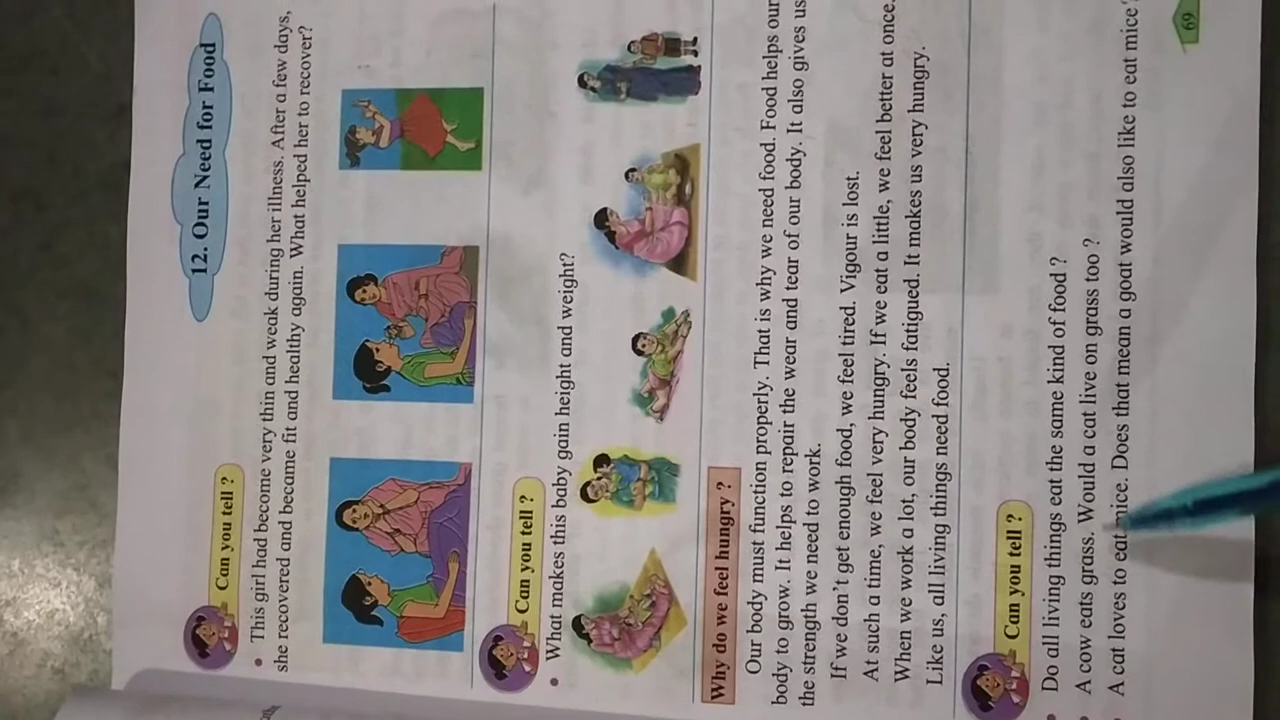 12. Our Need for Food
Can you tell ?
• This girl had become very thin and weak during her illness. After a few days,
she recovered and became fit and healthy again. What helped her to recover?
Can you tell ?
• What makes this baby gain height and weight?
Why do we feel hungry ?
Our body must function properly. That is why we need food. Food helps our
body to grow. It helps to repair the wear and tear of our body. It also gives us
the strength we need to work.
If we don't get enough food, we feel tired. Vigour is lost.
At such a time, we feel very hungry. If we eat a little, we feel better at once.
When we work a lot, our body feels fatigued. It makes us very hungry.
Like us, all living things need food.
Can you tell ?
• Do all living things eat the same kind of food ?
• A cow eats grass. Would a cat live on grass too ?
• A cat loves to eat mice. Does that mean a goat would also like to eat mice ?
69